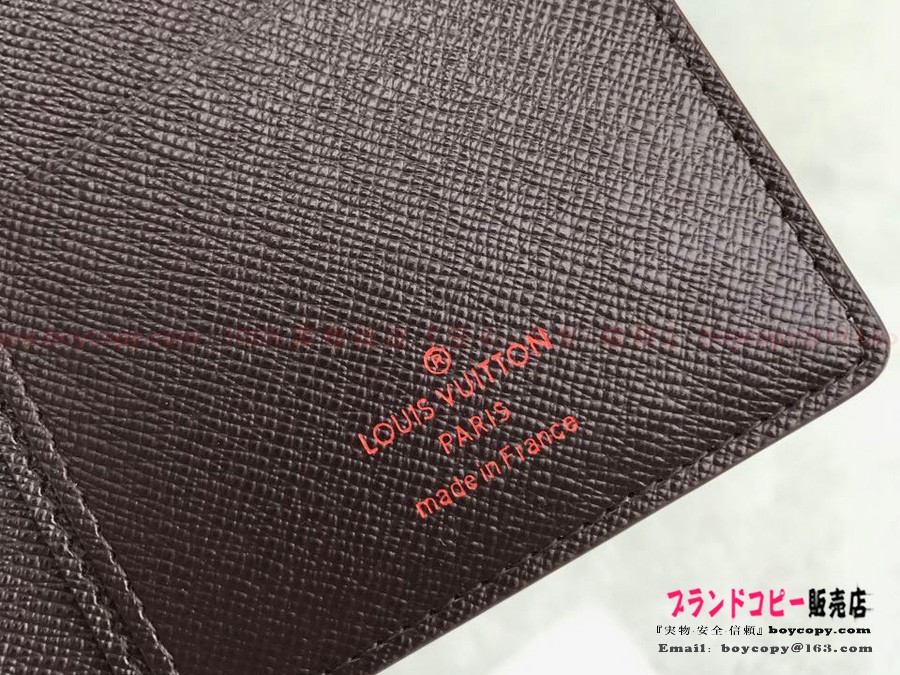 ®
LOUIS VUITTON
PARIS
made in France
ブランドコピー販売店
『実物·安全·信頼』boycopy.com
Email: boycopy@163.com